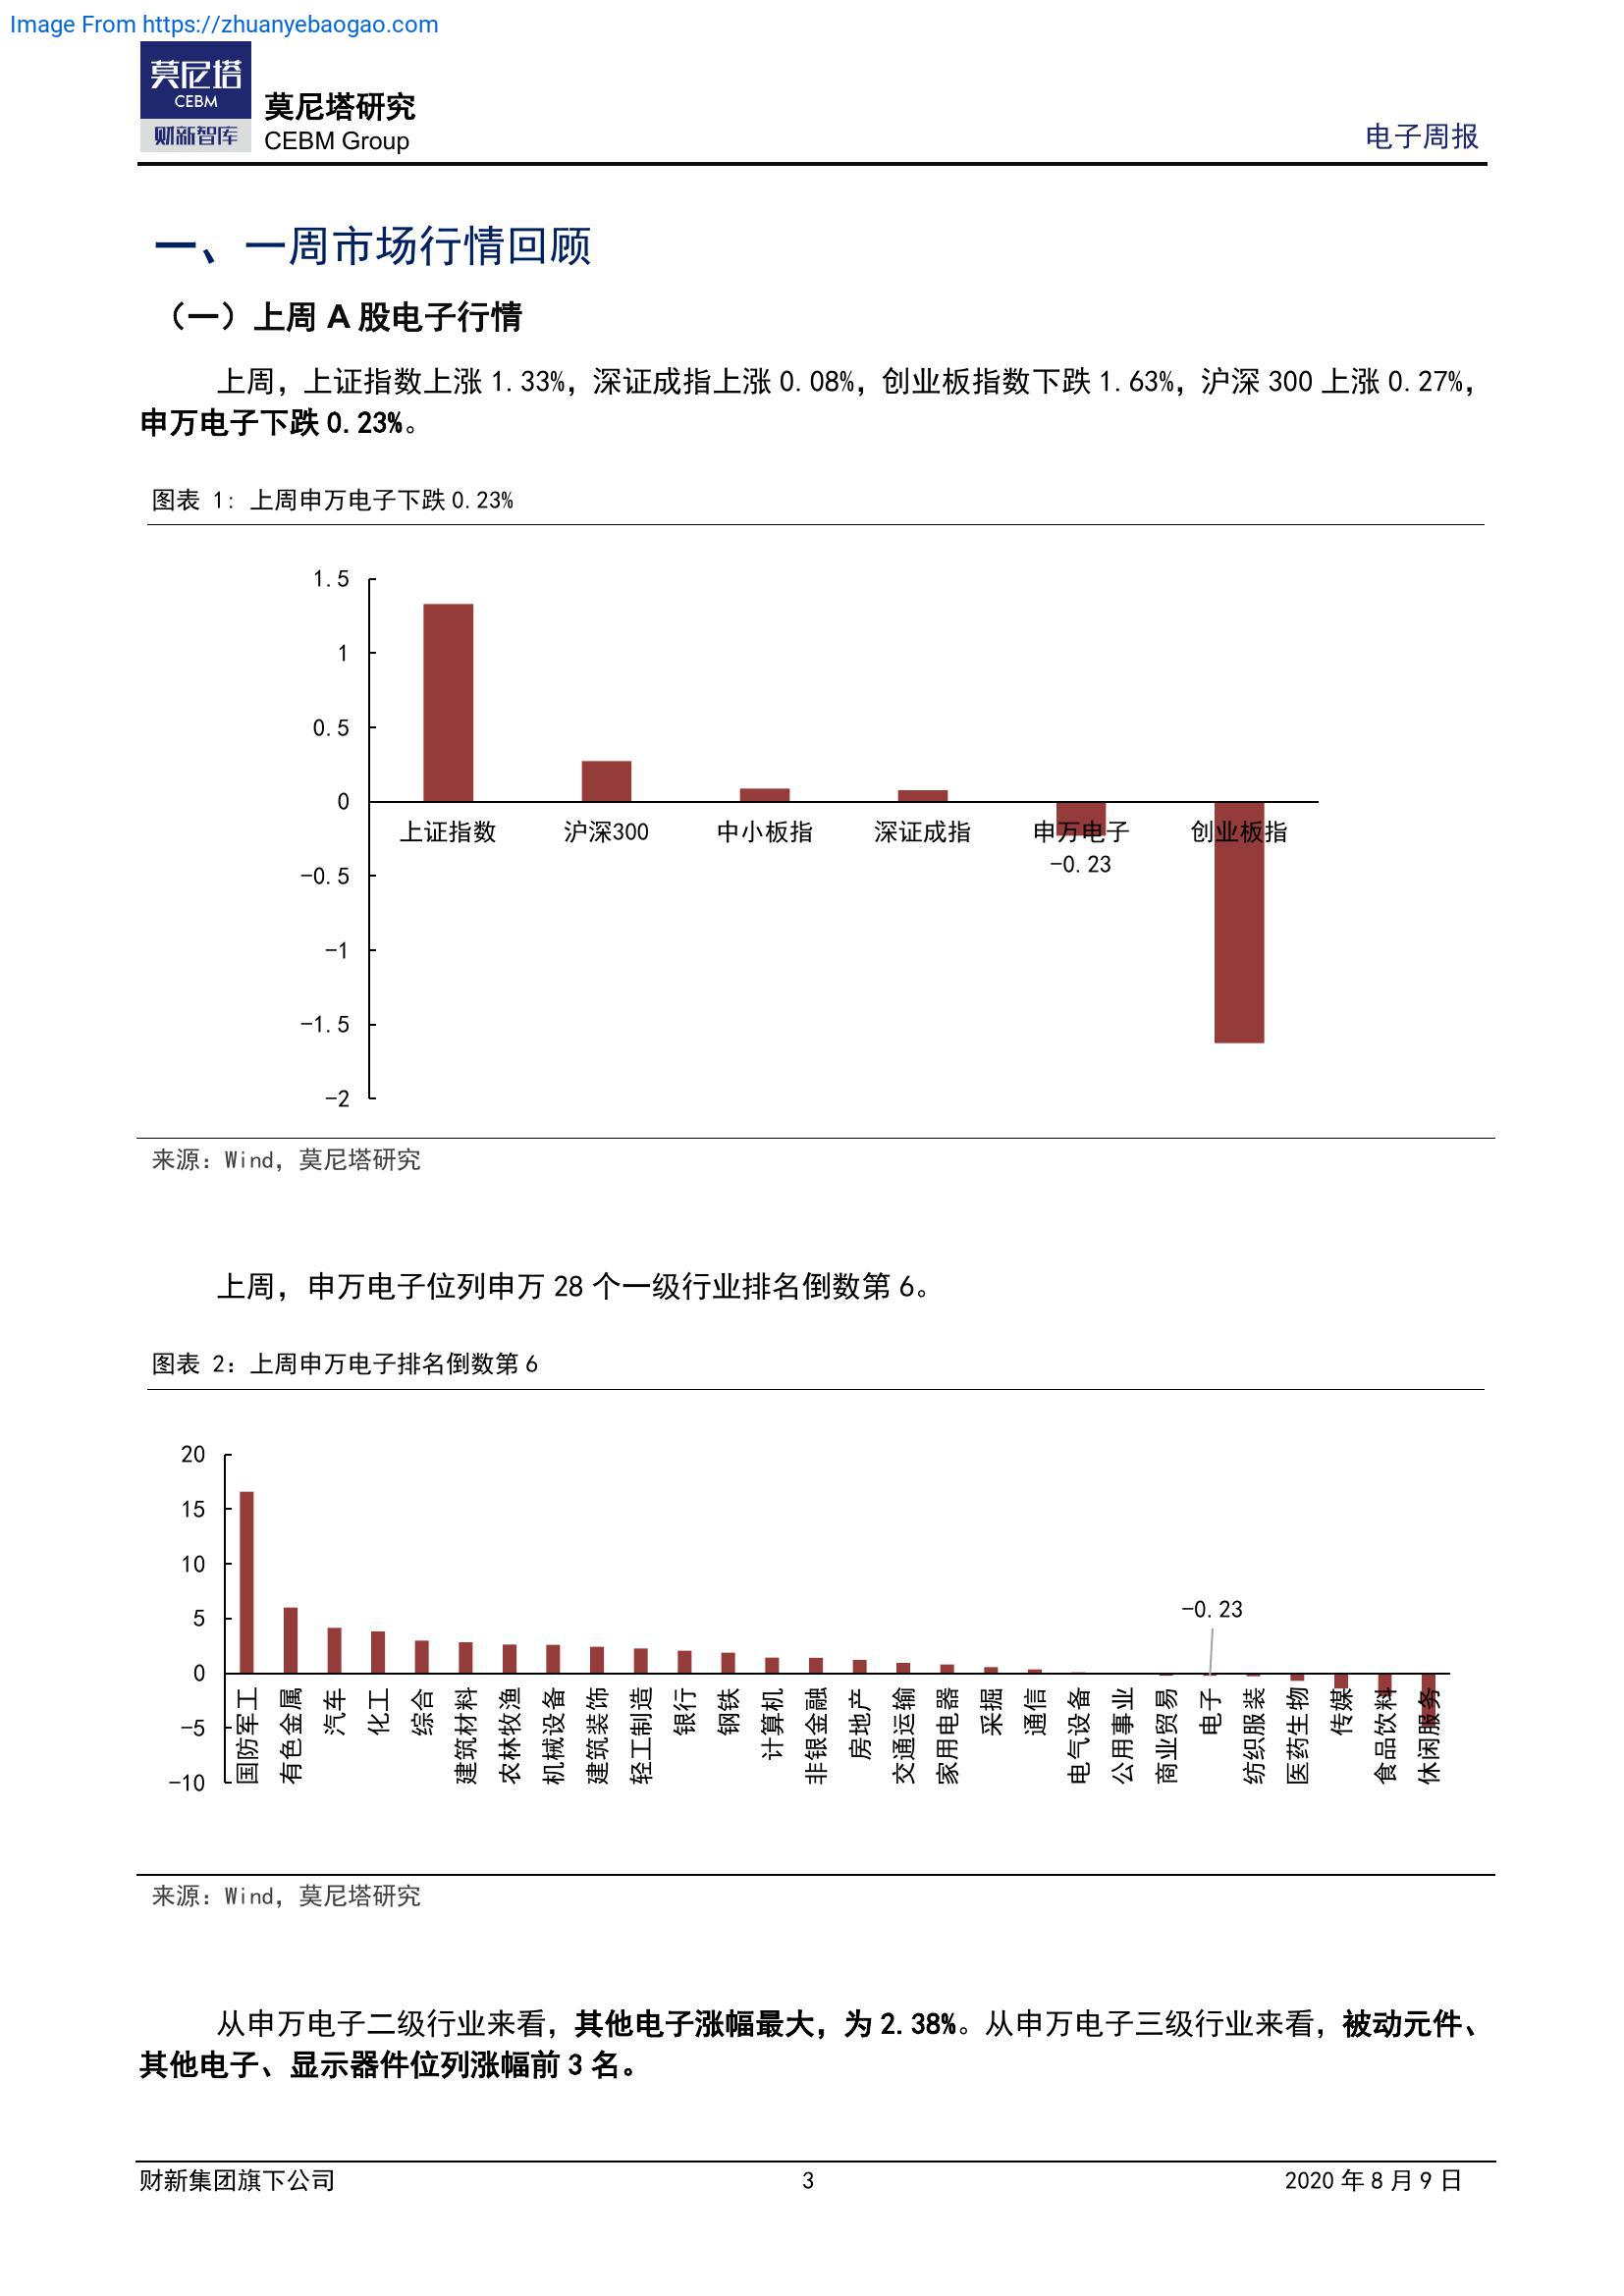 Image From https://zhuanyebaogao.com
莫尼塔
CEBM
财新智库
莫尼塔研究
CEBM Group
电子周报
一、一周市场行情回顾
（一）上周 A 股电子行情
上周，上证指数上涨 1.33%，深证成指上涨 0.08%，创业板指数下跌 1.63%，沪深 300 上涨 0.27%，
申万电子下跌 0.23%。
图表 1: 上周申万电子下跌 0.23%
1.5
1
0.5
0
-0.5
-1
-1.5
-2
上证指数 沪深300 中小板指 深证成指 申万电子 创业板指
-0.23
来源：Wind，莫尼塔研究
上周，申万电子位列申万 28 个一级行业排名倒数第 6。
图表 2：上周申万电子排名倒数第 6
20
15
10
5
0
-5
-10
-0.23
国防军工
有色金属
汽车
化工
综合
建筑材料
农林牧渔
机械设备
建筑装饰
轻工制造
银行
钢铁
计算机
非银金融
房地产
交通运输
家用电器
采掘
通信
电气设备
公用事业
商业贸易
电子
纺织服装
医药生物
传媒
食品饮料
休闲服务
来源：Wind，莫尼塔研究
从申万电子二级行业来看，其他电子涨幅最大，为 2.38%。从申万电子三级行业来看，被动元件、
其他电子、显示器件位列涨幅前 3 名。
财新集团旗下公司 3 2020 年 8 月 9 日